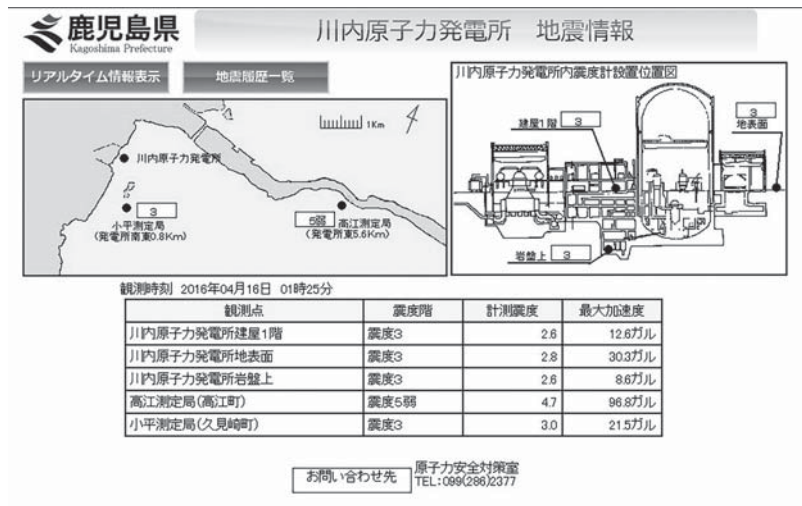 鹿児島県
Kagoshima Prefecture
川内原子力発電所 地震情報
リアルタイム情報表示
地震履歴一覧
1Km
川内原子力発電所
3
小平測定局
(発電所南東0.8Km)
5弱
高江測定局
(発電所東5.6Km)
川内原子力発電所内震度計設置位置図
建屋1階 3
3
地表面
岩盤上 3
観測時刻 2016年04月16日 01時25分
観測点 震度階 計測震度 最大加速度
川内原子力発電所建屋1階 震度3 2.6 12.6ガル
川内原子力発電所地表面 震度3 2.8 30.3ガル
川内原子力発電所岩盤上 震度3 2.6 8.6ガル
高江測定局(高江町) 震度5弱 4.7 96.8ガル
小平測定局(久見崎町) 震度3 3.0 21.5ガル
お問い合わせ先
原子力安全対策室
TEL:099(286)2377